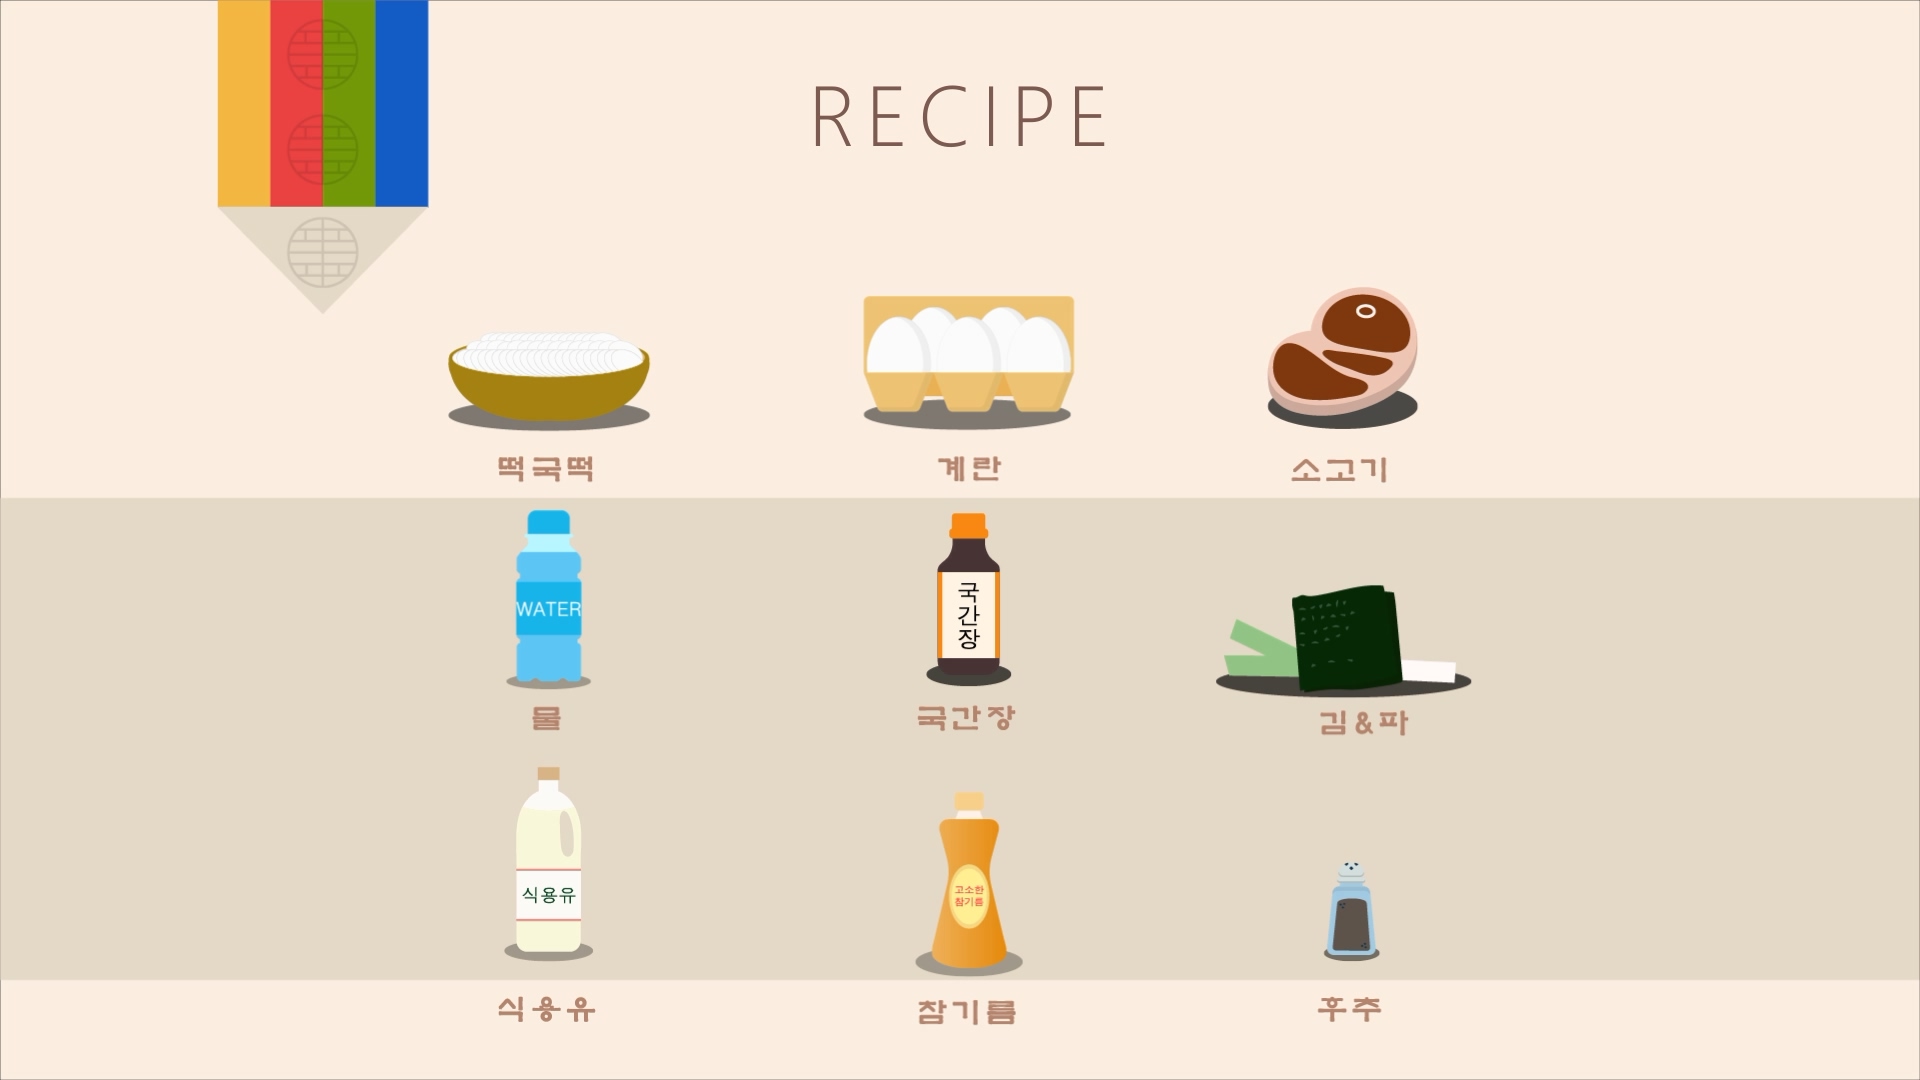 RECIPE
떡국떡
계란
소고기
WATER
국
간
장
물
국간장
김&파
식용유
고소한
참기름
식용유
참기름
후추